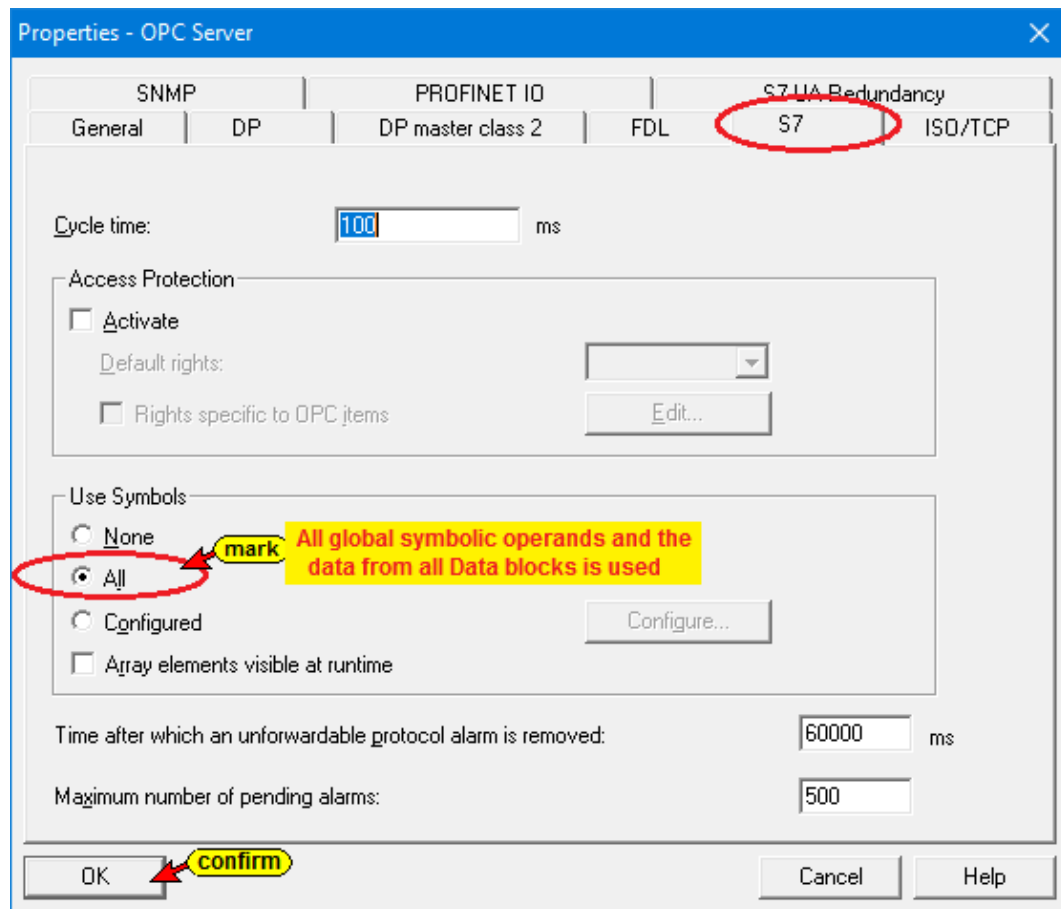 Properties - OPC Server
SNMP PROFINET IO S7 UA Redundancy
General DP DP master class 2 FDL S7 ISO/TCP
Cycle time: 100 ms
Access Protection
Activate
Default rights:
Rights specific to OPC items Edit...
Use Symbols
None
mark All global symbolic operands and the
data from all Data blocks is used
All
Configured Configure...
Array elements visible at runtime
Time after which an unforwardable protocol alarm is removed: 60000 ms
Maximum number of pending alarms: 500
confirm
OK Cancel Help